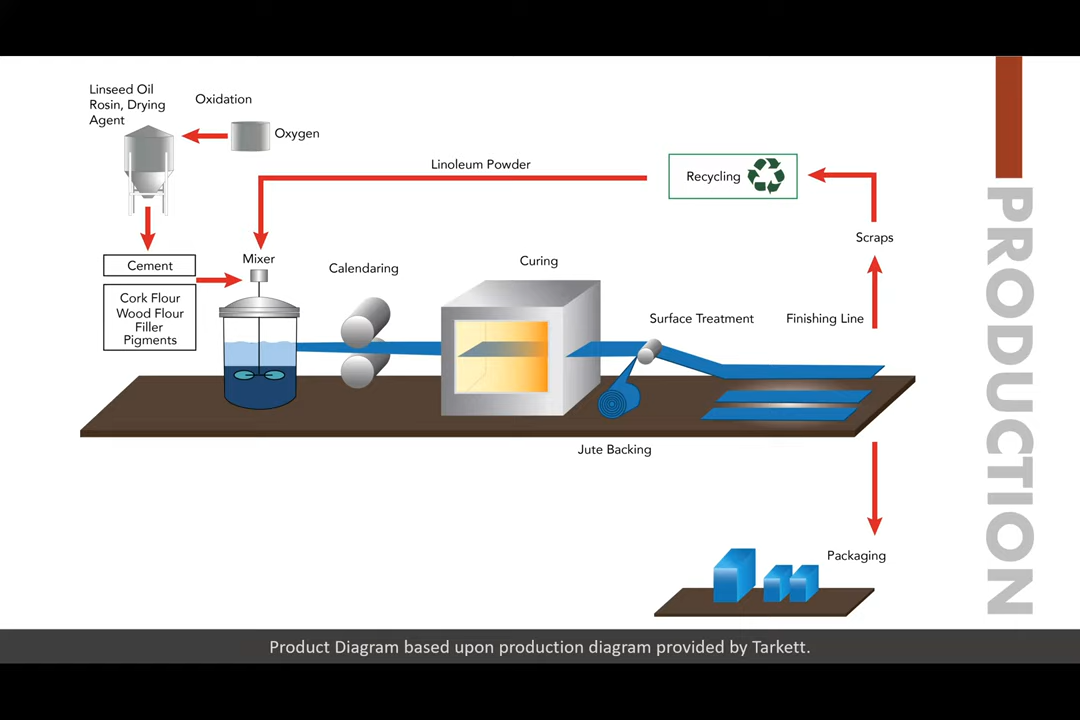 Linseed Oil
Rosin, Drying
Agent
Oxidation
Oxygen
Linoleum Powder
Recycling
Scraps
Cement
Mixer
Calendaring
Curing
Cork Flour
Wood Flour
Filler
Pigments
Surface Treatment
Finishing Line
Jute Backing
Packaging
PRODUCTION
Product Diagram based upon production diagram provided by Tarkett.